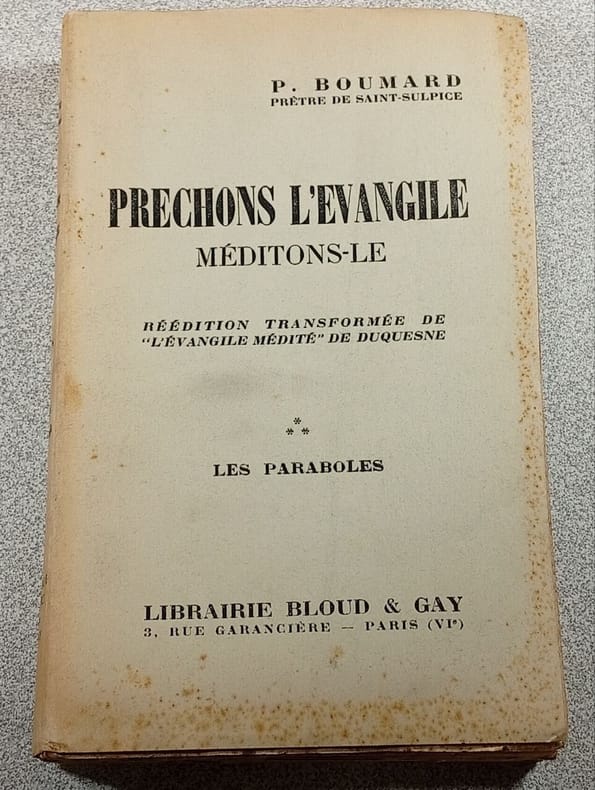 P. BOUMARD
PRÊTRE DE SAINT-SULPICE
PRECHONS L'EVANGILE
MÉDITONS-LE
RÉÉDITION TRANSFORMÉE DE
"L'ÉVANGILE MÉDITÉ" DE DUQUESNE
*
* *
LES PARABOLES
LIBRAIRIE BLOUD & GAY
3, RUE GARANCIÈRE — PARIS (VIᵉ)